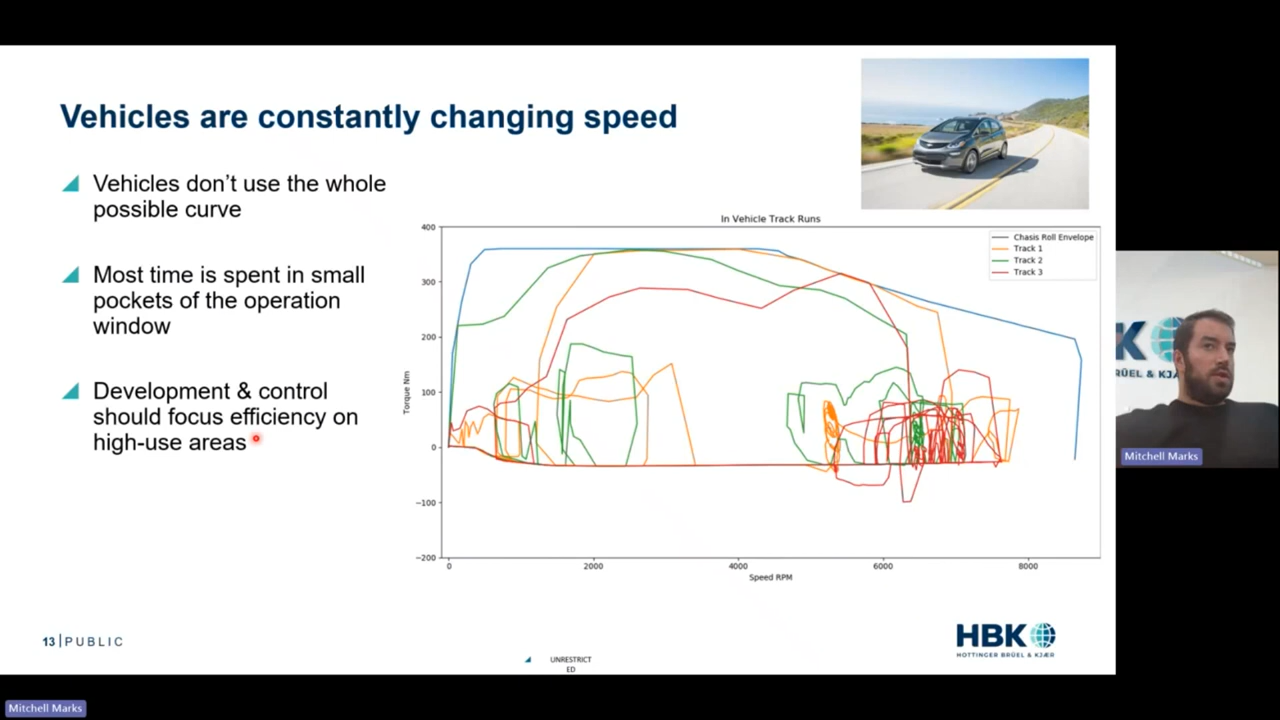 Vehicles are constantly changing speed
Vehicles don't use the whole
possible curve
Most time is spent in small
pockets of the operation
window
Development & control
should focus efficiency on
high-use areas
In Vehicle Track Runs
Chasis Roll Envelope
Track 1
Track 2
Track 3
Torque Nm
400
300
200
100
0
−100
−200
0
2000
4000
6000
8000
Speed RPM
13 | PUBLIC
UNRESTRICT
ED
HBK
HOTTINGER BRÜEL & KJÆR
K
BRÜEL & KJÆ
Mitchell Marks
Mitchell Marks